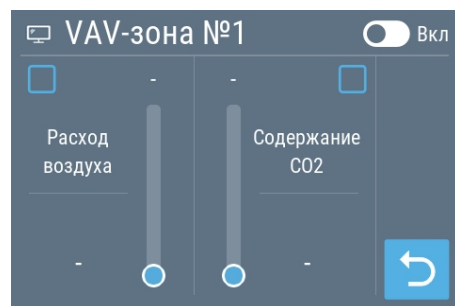 VAV-зона №1
Вкл
- -
Расход
воздуха
Содержание
CO2
- -